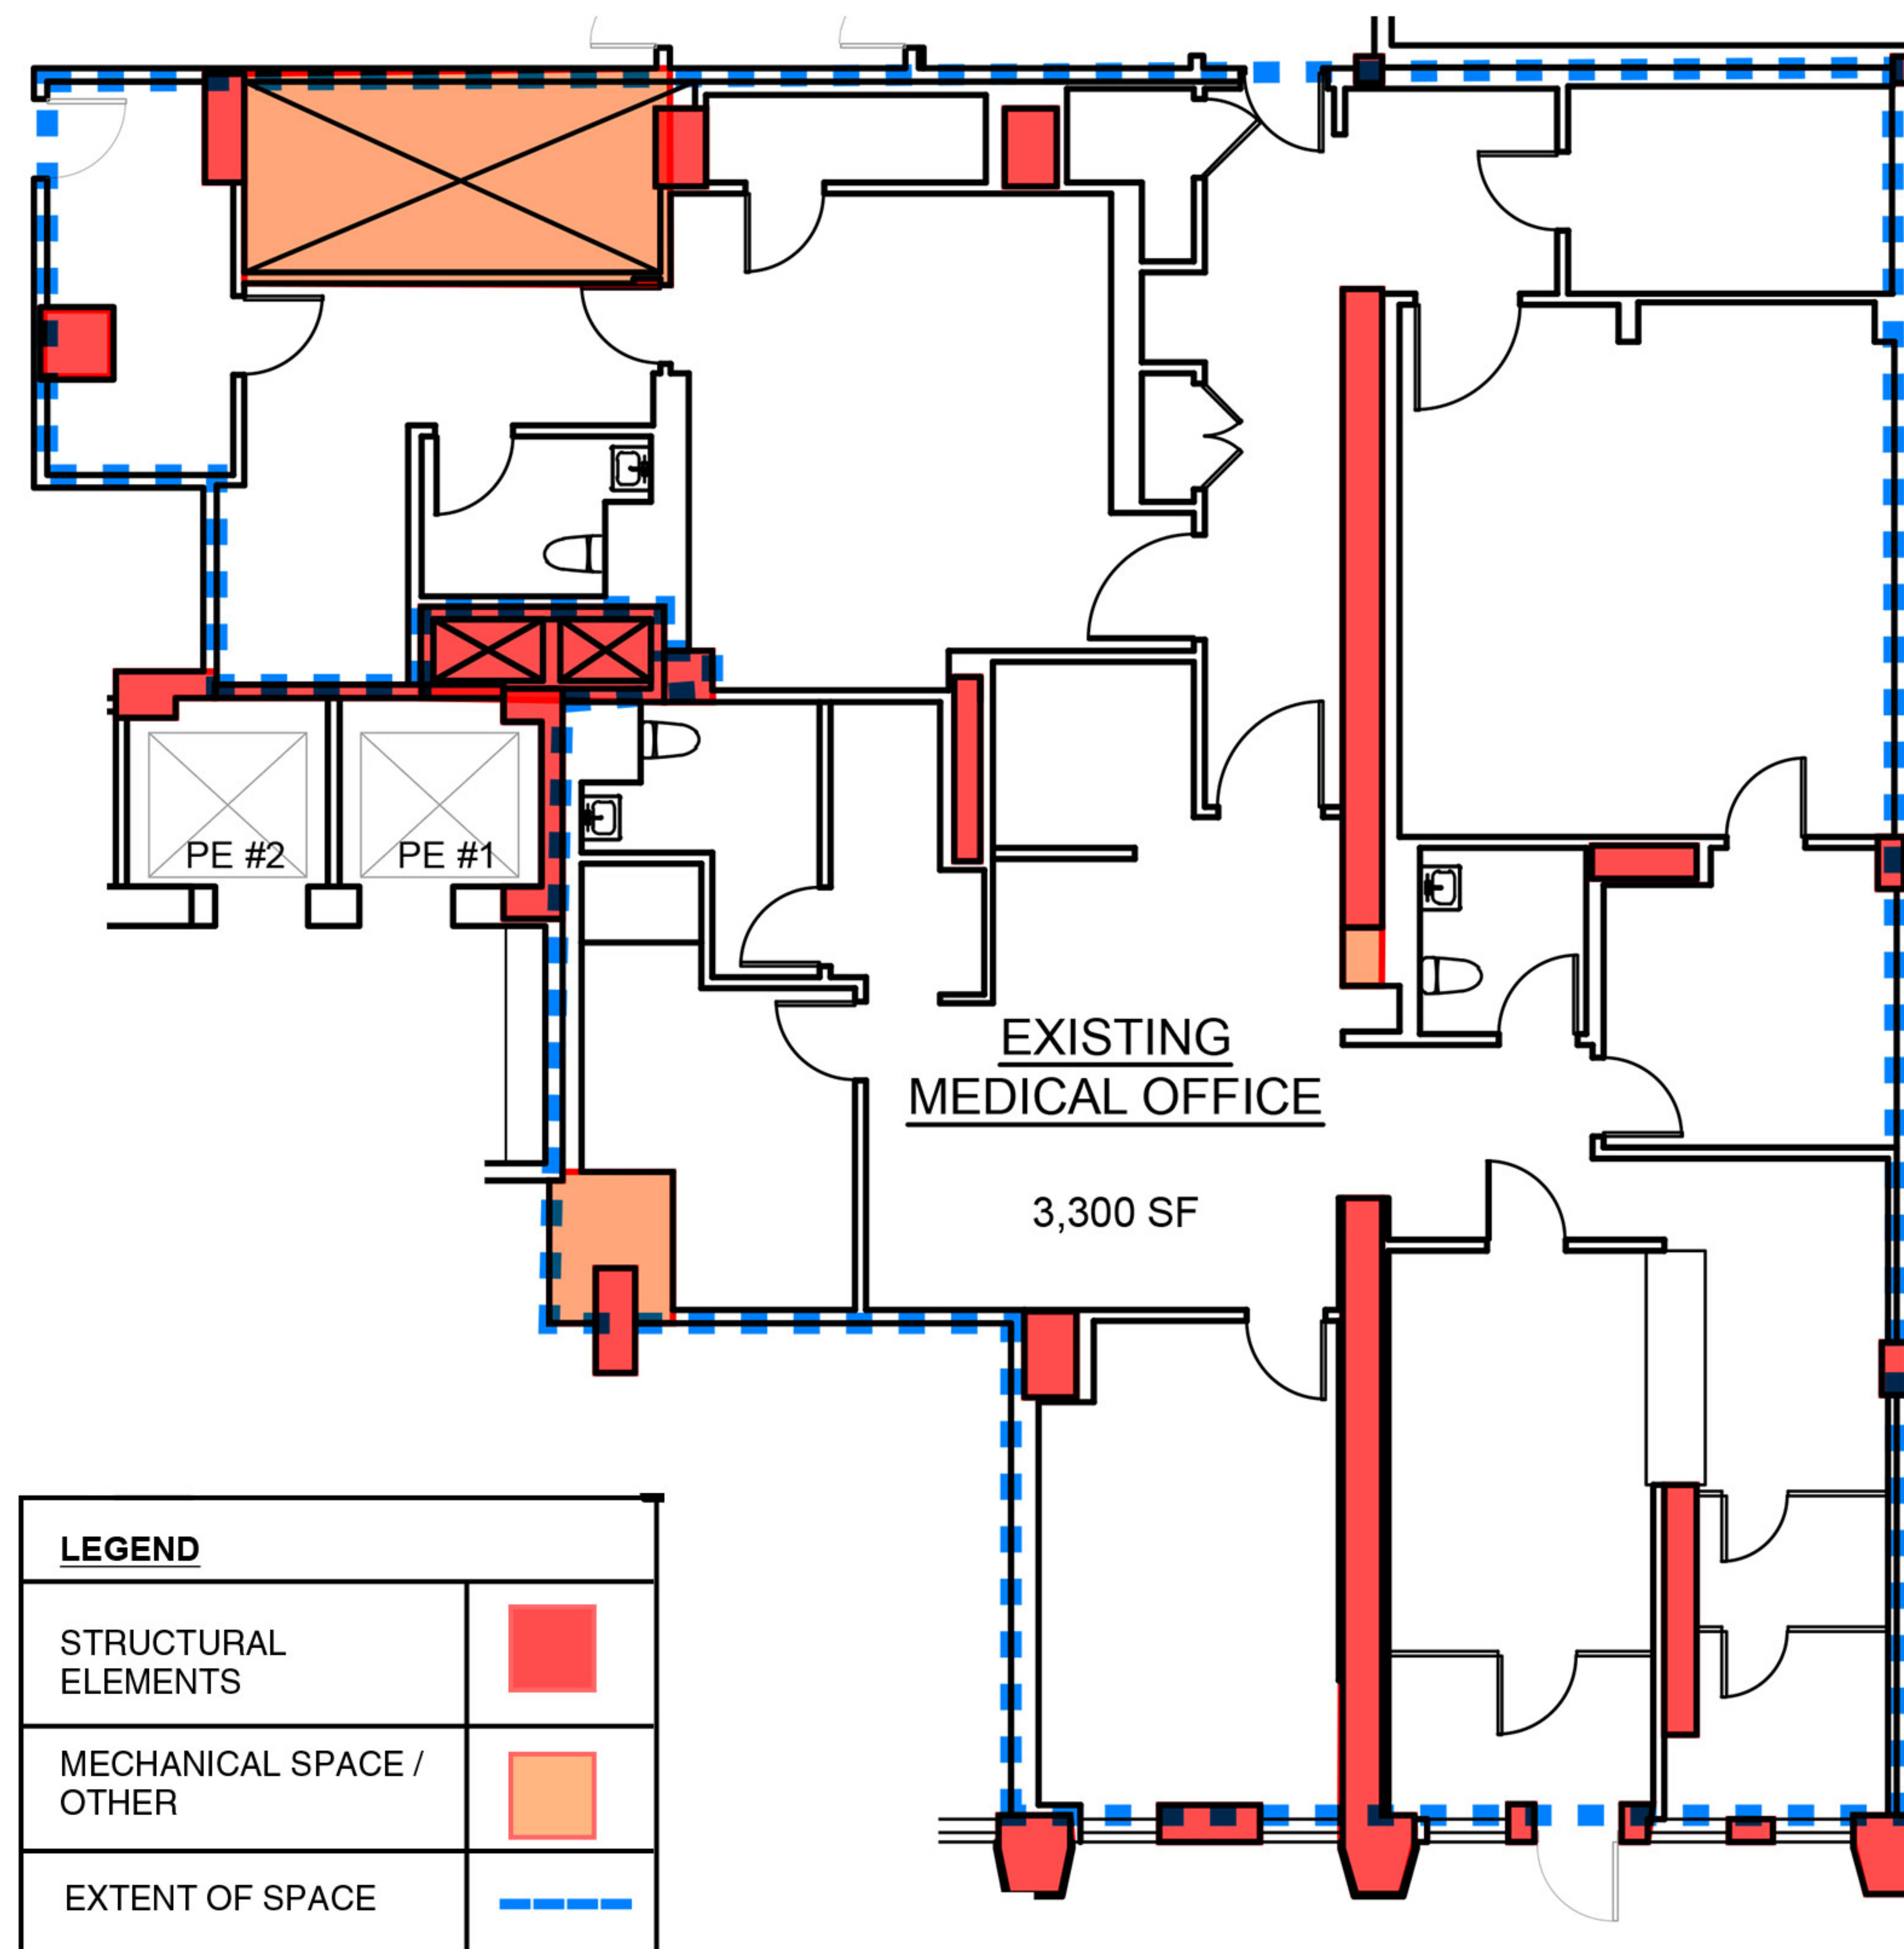 PE #2
PE #1
EXISTING
MEDICAL OFFICE
3,300 SF
LEGEND
STRUCTURAL
ELEMENTS
MECHANICAL SPACE /
OTHER
EXTENT OF SPACE